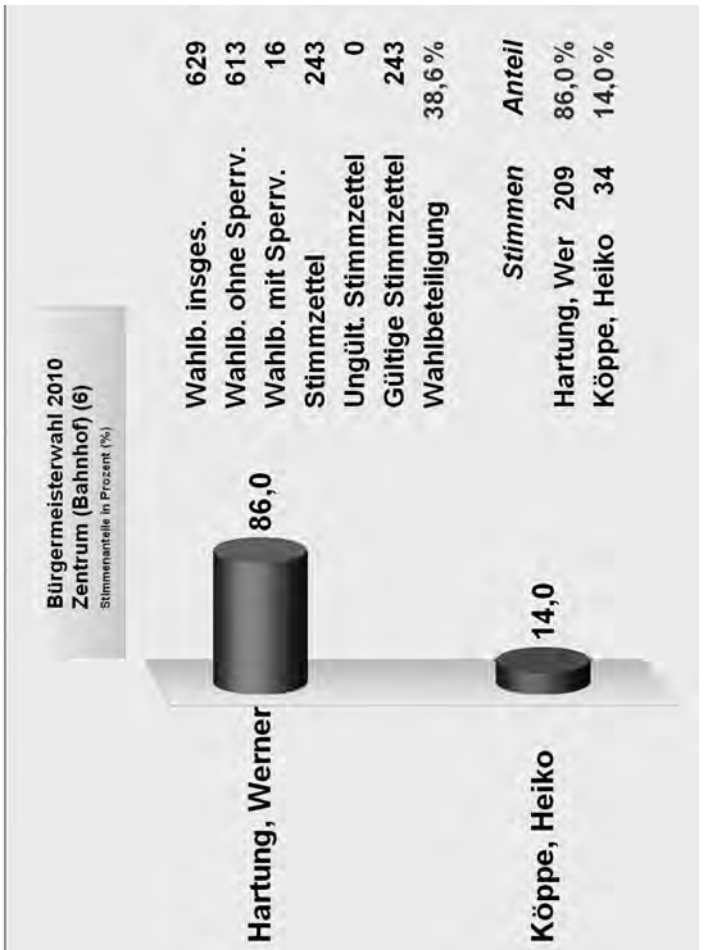 Bürgermeisterwahl 2010
Zentrum (Bahnhof) (6)
Stimmenanteile in Prozent (%)
Hartung, Werner 86,0
Köppe, Heiko 14,0
Wahlb. insges. 629
Wahlb. ohne Sperrv. 613
Wahlb. mit Sperrv. 16
Stimmzettel 243
Ungült. Stimmzettel 0
Gültige Stimmzettel 243
Wahlbeteiligung 38,6%
Stimmen Anteil
Hartung, Wer 209 86,0%
Köppe, Heiko 34 14,0%